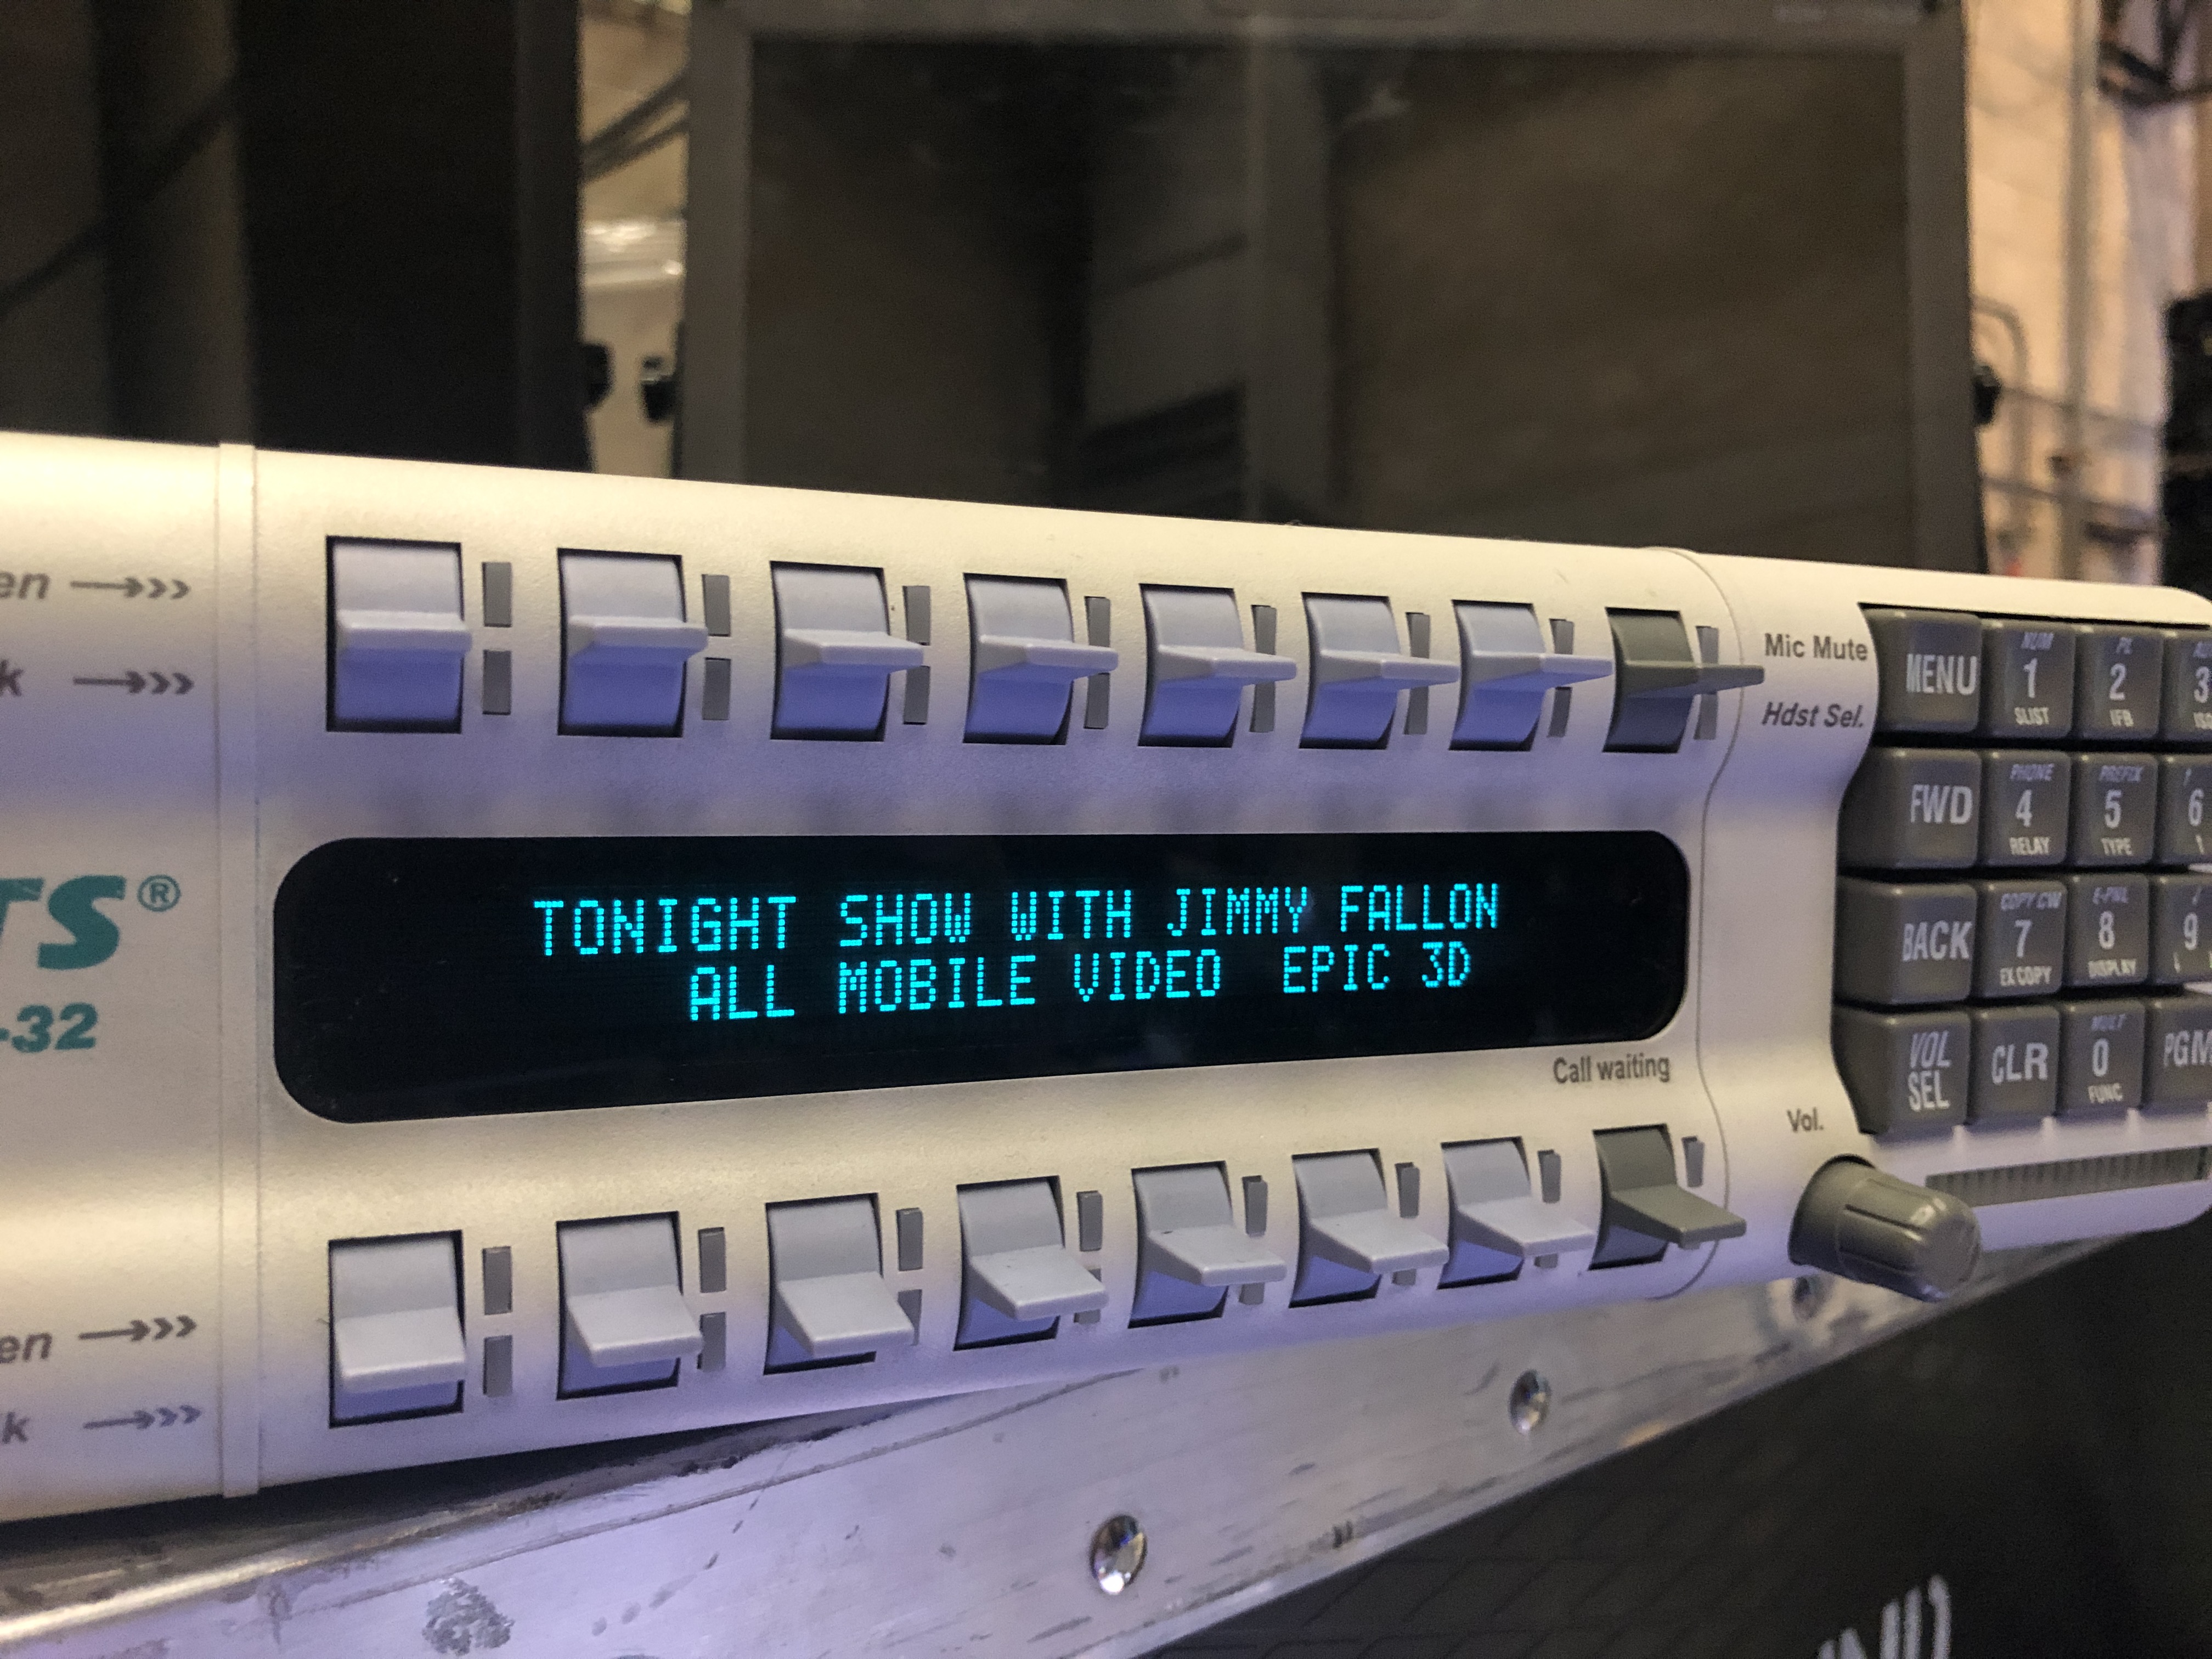 en
k
Mic Mute
Hdst Sel.
MENU
NUM
1
SLIST
PL
2
IFB
3
FWD
PHONE
4
RELAY
PREFIX
5
TYPE
6
TS®
-32
TONIGHT SHOW WITH JIMMY FALLON
ALL MOBILE VIDEO EPIC 3D
BACK
COPY CW
7
EX COPY
E-PNL
8
DISPLAY
9
Call waiting
VOL
SEL
CLR
MULT
0
FUNC
PGM
Vol.
en
k